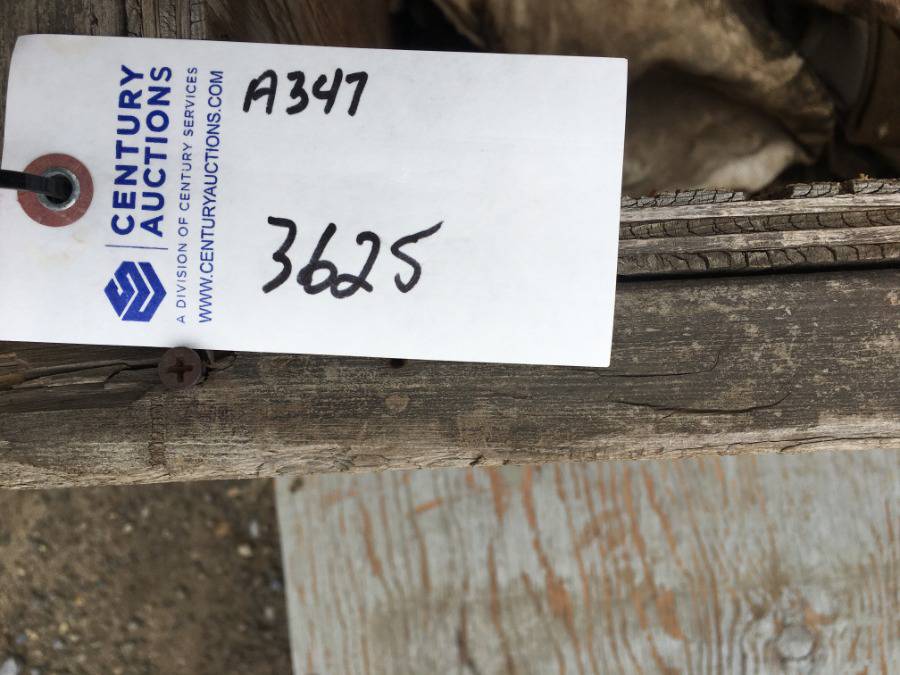 CENTURY
AUCTIONS
A DIVISION OF CENTURY SERVICES
WWW.CENTURYAUCTIONS.COM
A347
3625